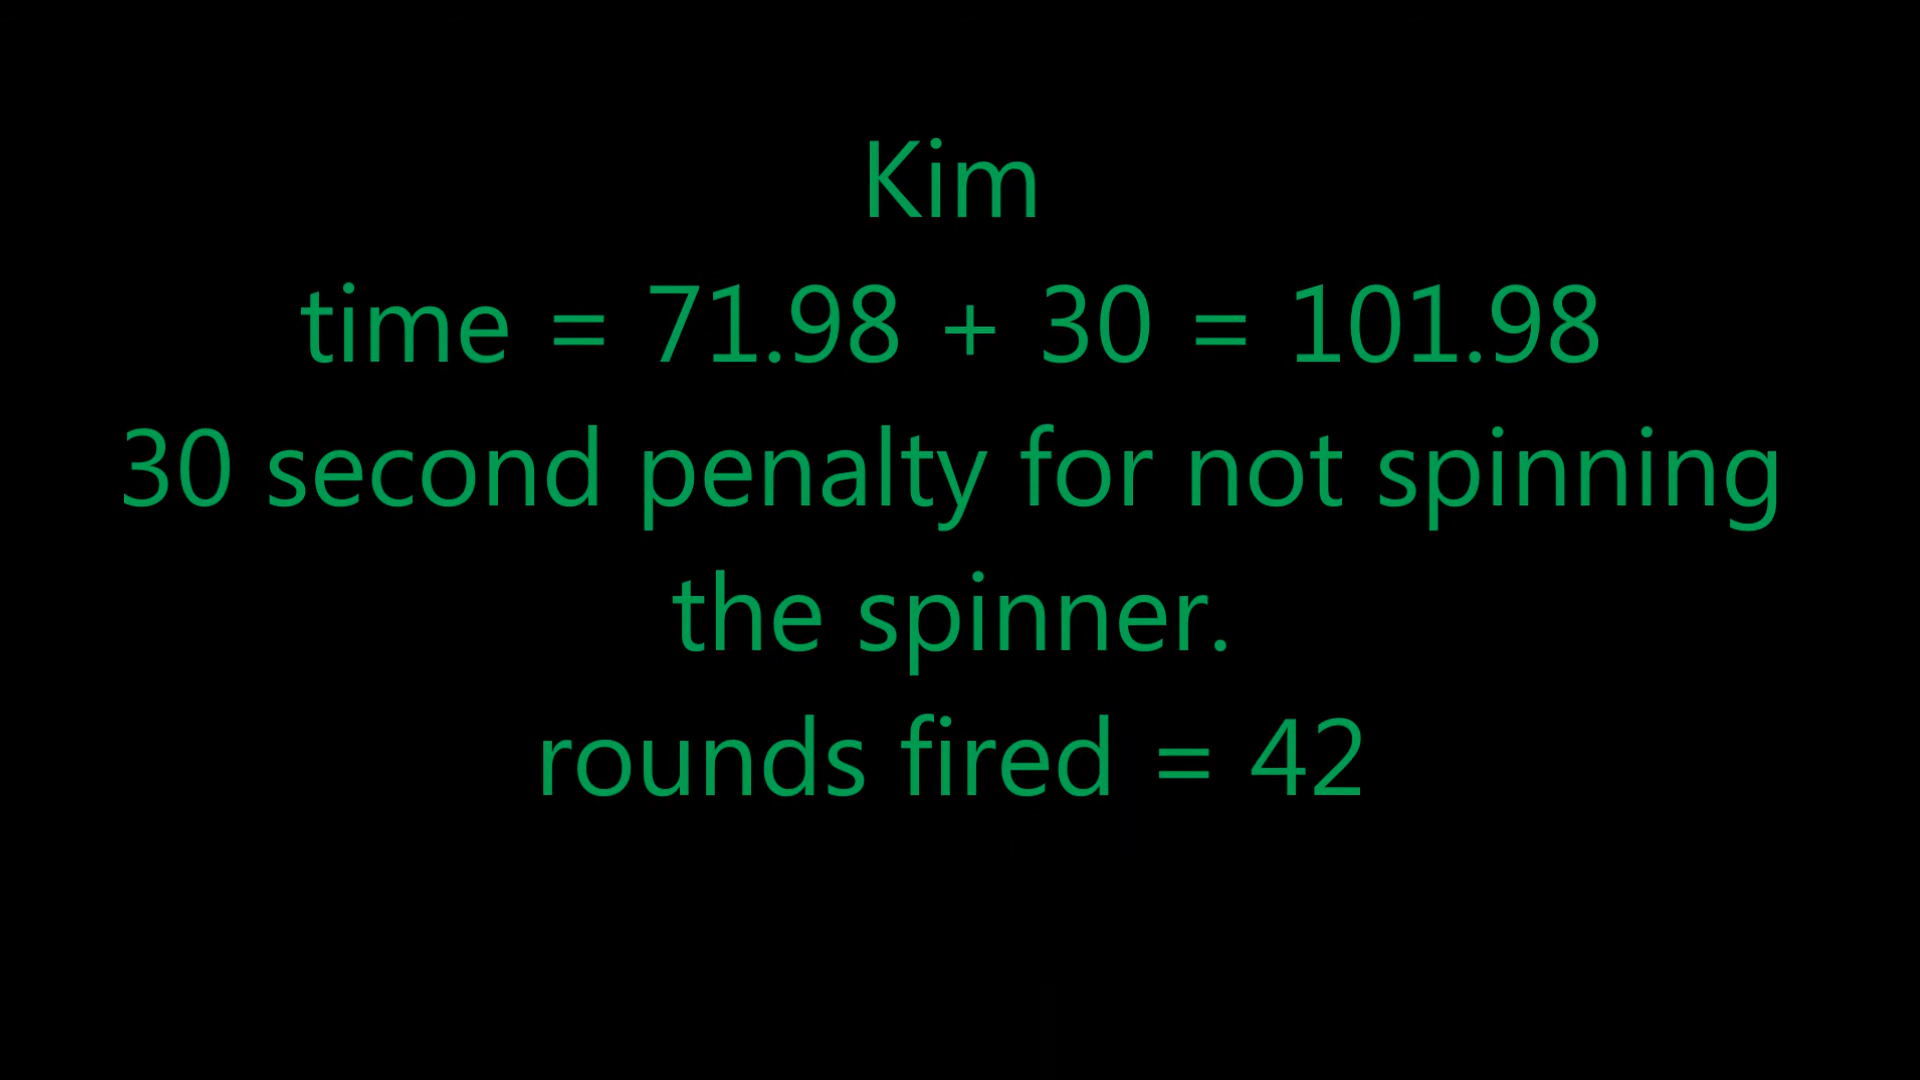 Kim
time = 71.98 + 30 = 101.98
30 second penalty for not spinning
the spinner.
rounds fired = 42